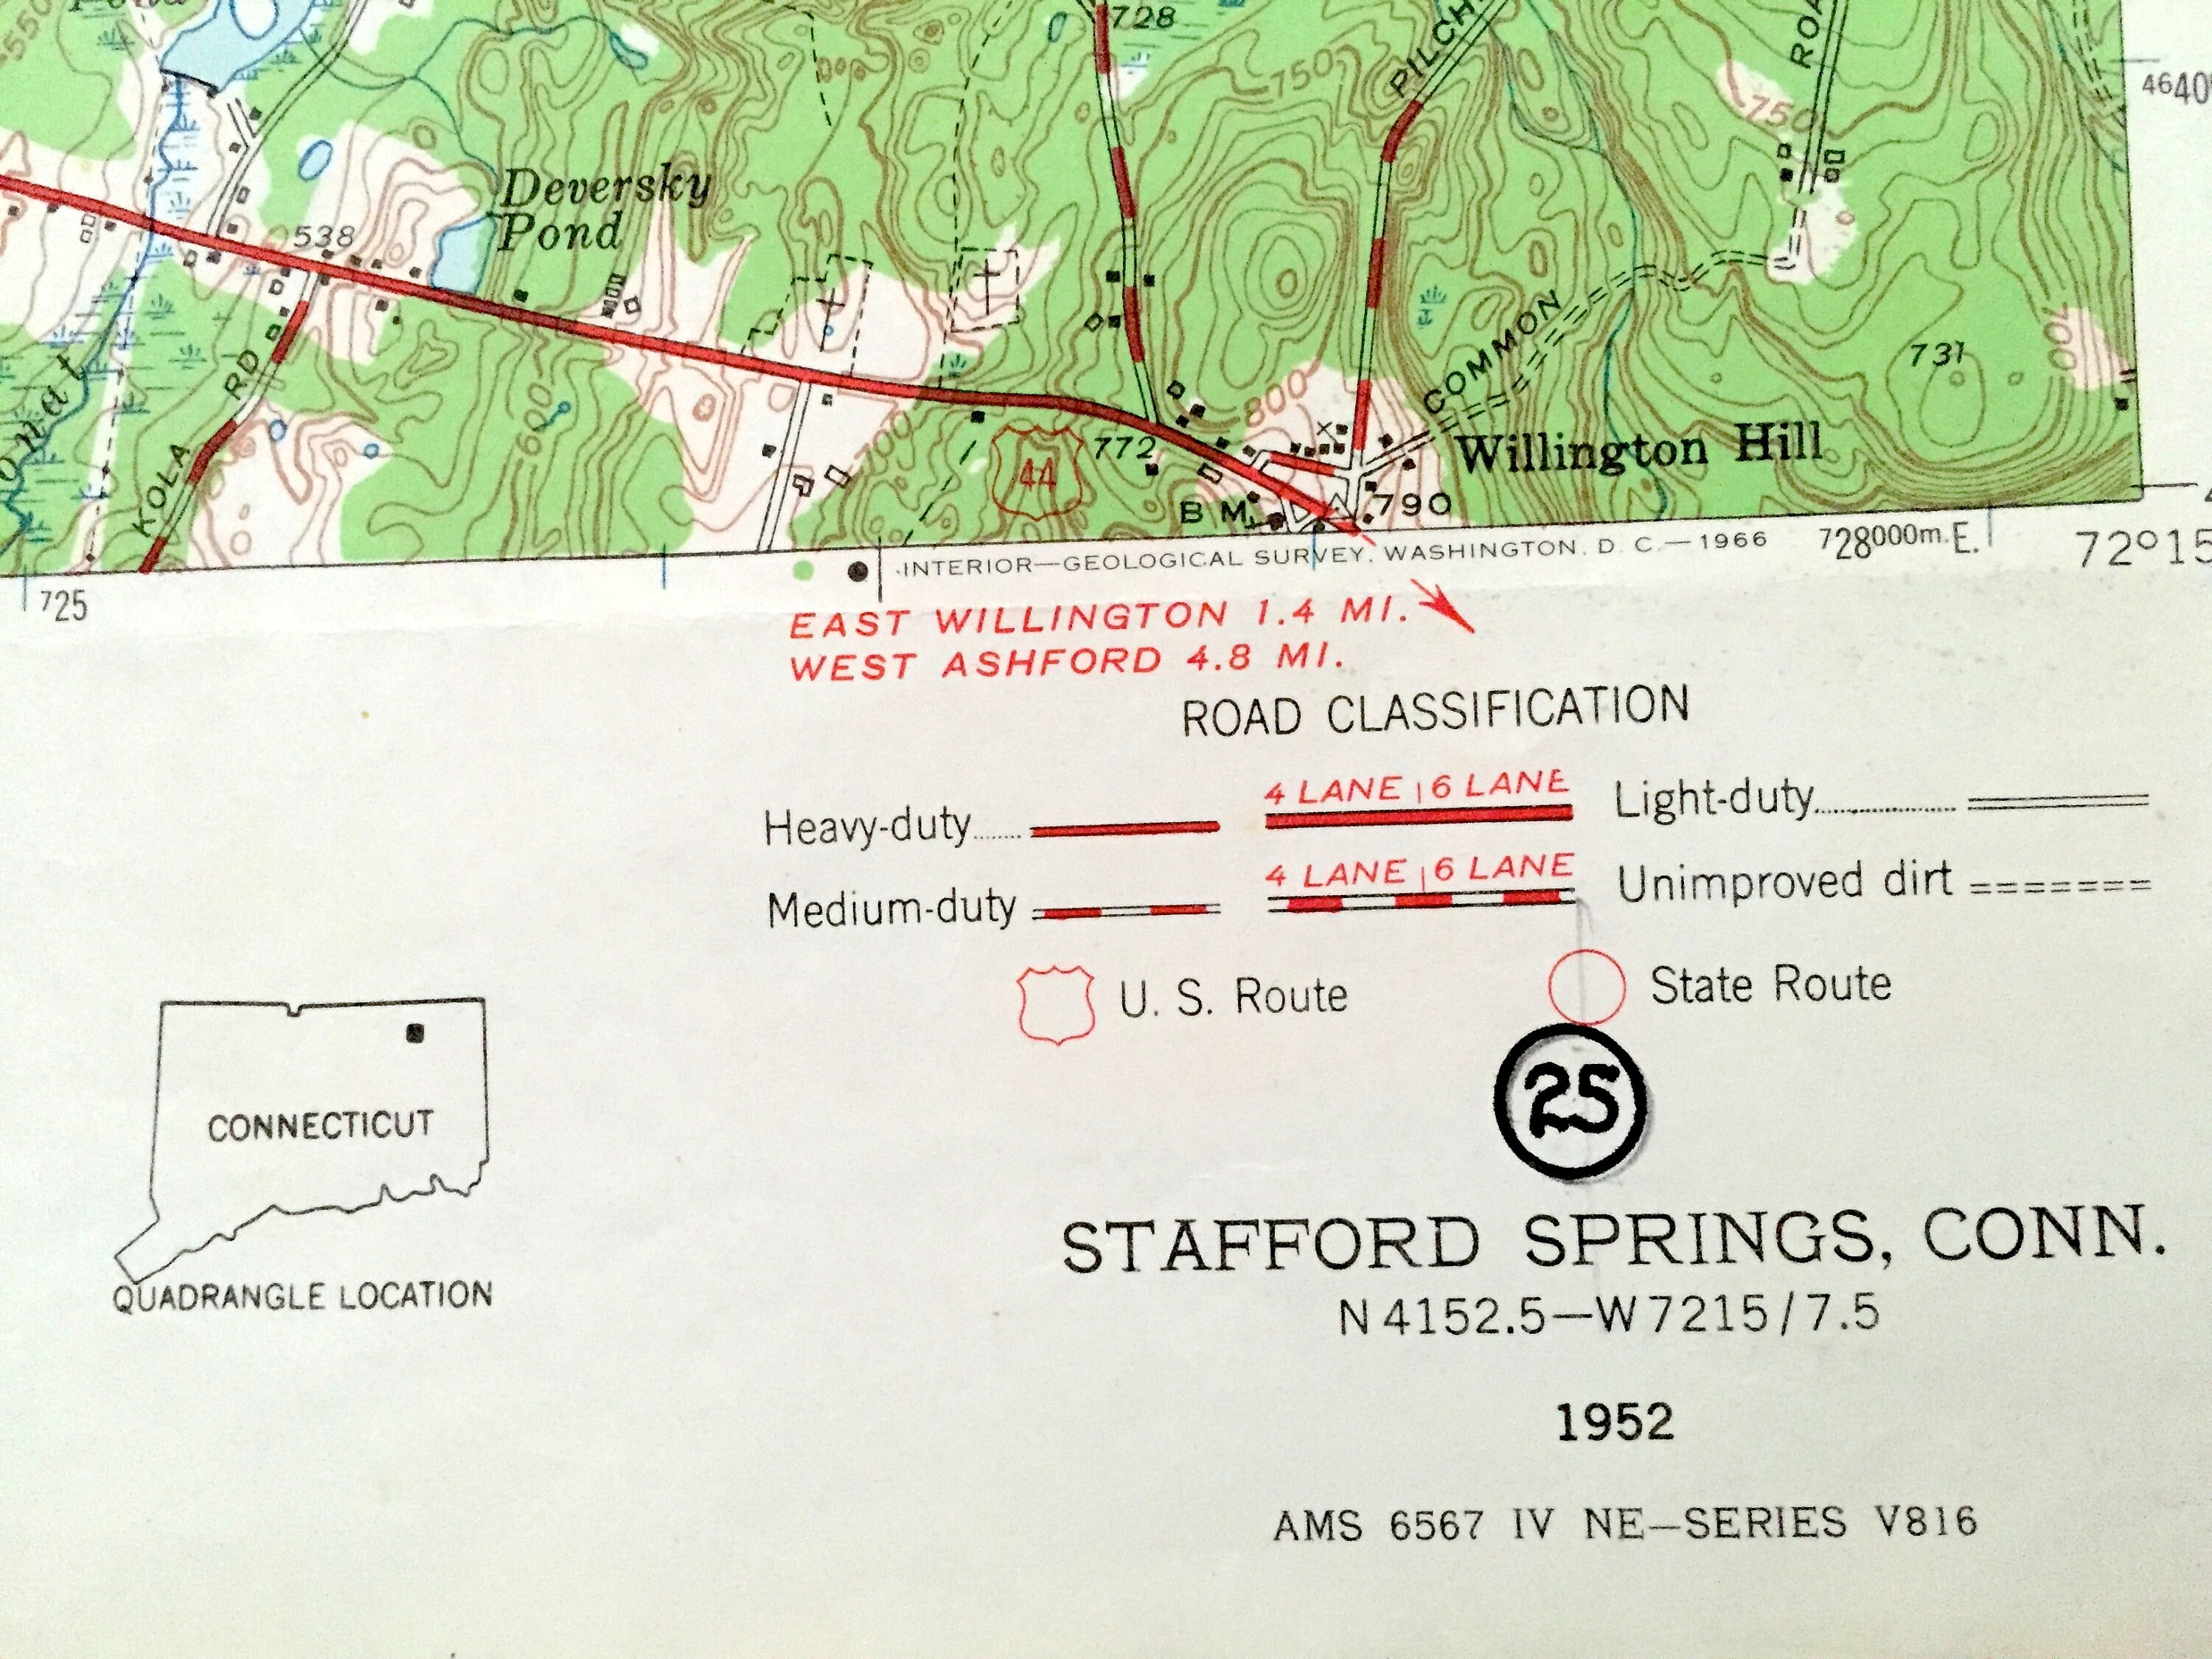 550
728
PILCH
ROA
750
750
4640
Deversky
Pond
538
731
700
COMMON
RD
600
800
KOLA
700
44
772
Willington Hill
B M
790
INTERIOR—GEOLOGICAL SURVEY, WASHINGTON, D. C.—1966
728000m. E.
72°15
725
EAST WILLINGTON 1.4 MI.
WEST ASHFORD 4.8 MI.
ROAD CLASSIFICATION
4 LANE | 6 LANE
Heavy-duty
Light-duty
4 LANE | 6 LANE
Medium-duty
Unimproved dirt
U. S. Route
State Route
25
CONNECTICUT
QUADRANGLE LOCATION
STAFFORD SPRINGS, CONN.
N 4152.5—W 7215/7.5
1952
AMS 6567 IV NE—SERIES V816